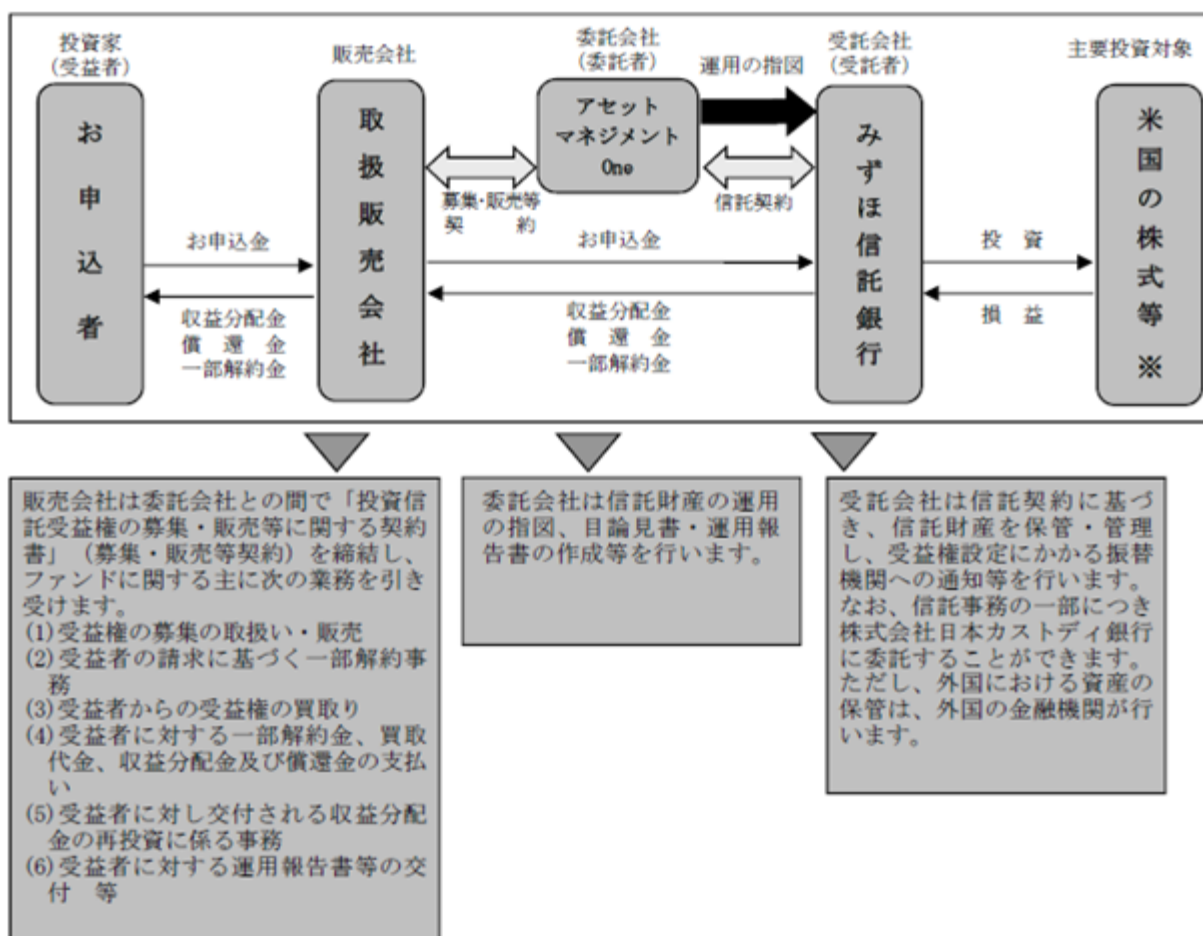 投資家
(受益者)
お申込者
販売会社
取扱販売会社
委託会社
(委託者)
アセット
マネジメント
One
運用の指図
受託会社
(受託者)
みずほ信託銀行
主要投資対象
米国の株式等※
募集・販売等
契 約
信託契約
お申込金
収益分配金
償 還 金
一部解約金
お申込金
収益分配金
償 還 金
一部解約金
投 資
損 益
販売会社は委託会社との間で「投資信
託受益権の募集・販売等に関する契約
書」(募集・販売等契約)を締結し、
ファンドに関する主に次の業務を引き
受けます。
(1)受益権の募集の取扱い・販売
(2)受益者の請求に基づく一部解約事
務
(3)受益者からの受益権の買取り
(4)受益者に対する一部解約金、買取
代金、収益分配金及び償還金の支払
い
(5)受益者に対し交付される収益分配
金の再投資に係る事務
(6)受益者に対する運用報告書等の交
付 等
委託会社は信託財産の運用
の指図、目論見書・運用報
告書の作成等を行います。
受託会社は信託契約に基づ
き、信託財産を保管・管理
し、受益権設定にかかる振替
機関への通知等を行います。
なお、信託事務の一部につき
株式会社日本カストディ銀行
に委託することができます。
ただし、外国における資産の
保管は、外国の金融機関が行
います。